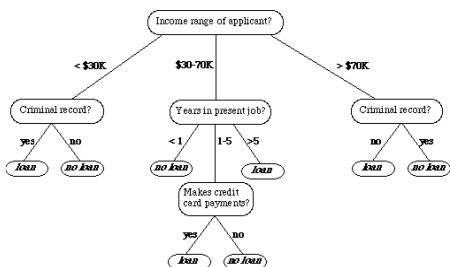 Income range of applicant?
< $30K
$30-70K
> $70K
Criminal record?
Years in present job?
Criminal record?
yes
no
< 1
1-5
>5
no
yes
loan
no loan
no loan
loan
loan
no loan
Makes credit
card payments?
yes
no
loan
no loan